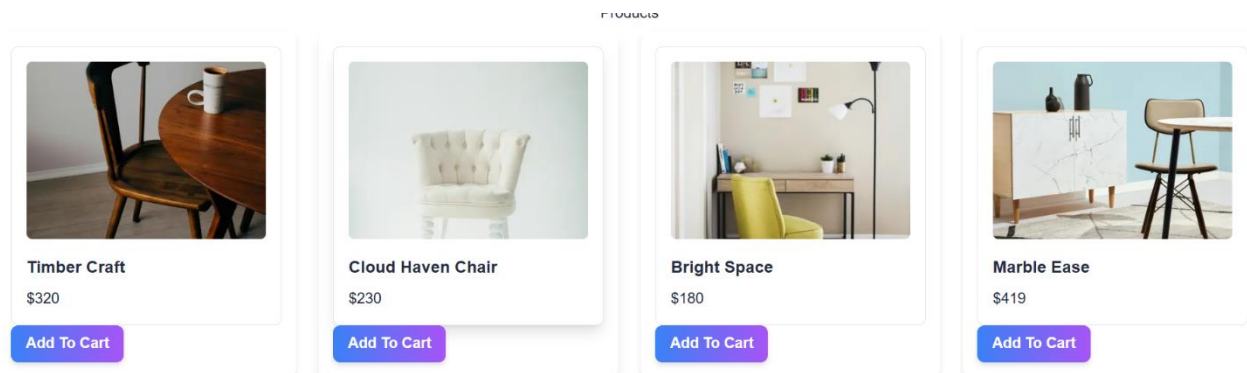 Products
Timber Craft
$320
Add To Cart
Cloud Haven Chair
$230
Add To Cart
Bright Space
$180
Add To Cart
Marble Ease
$419
Add To Cart